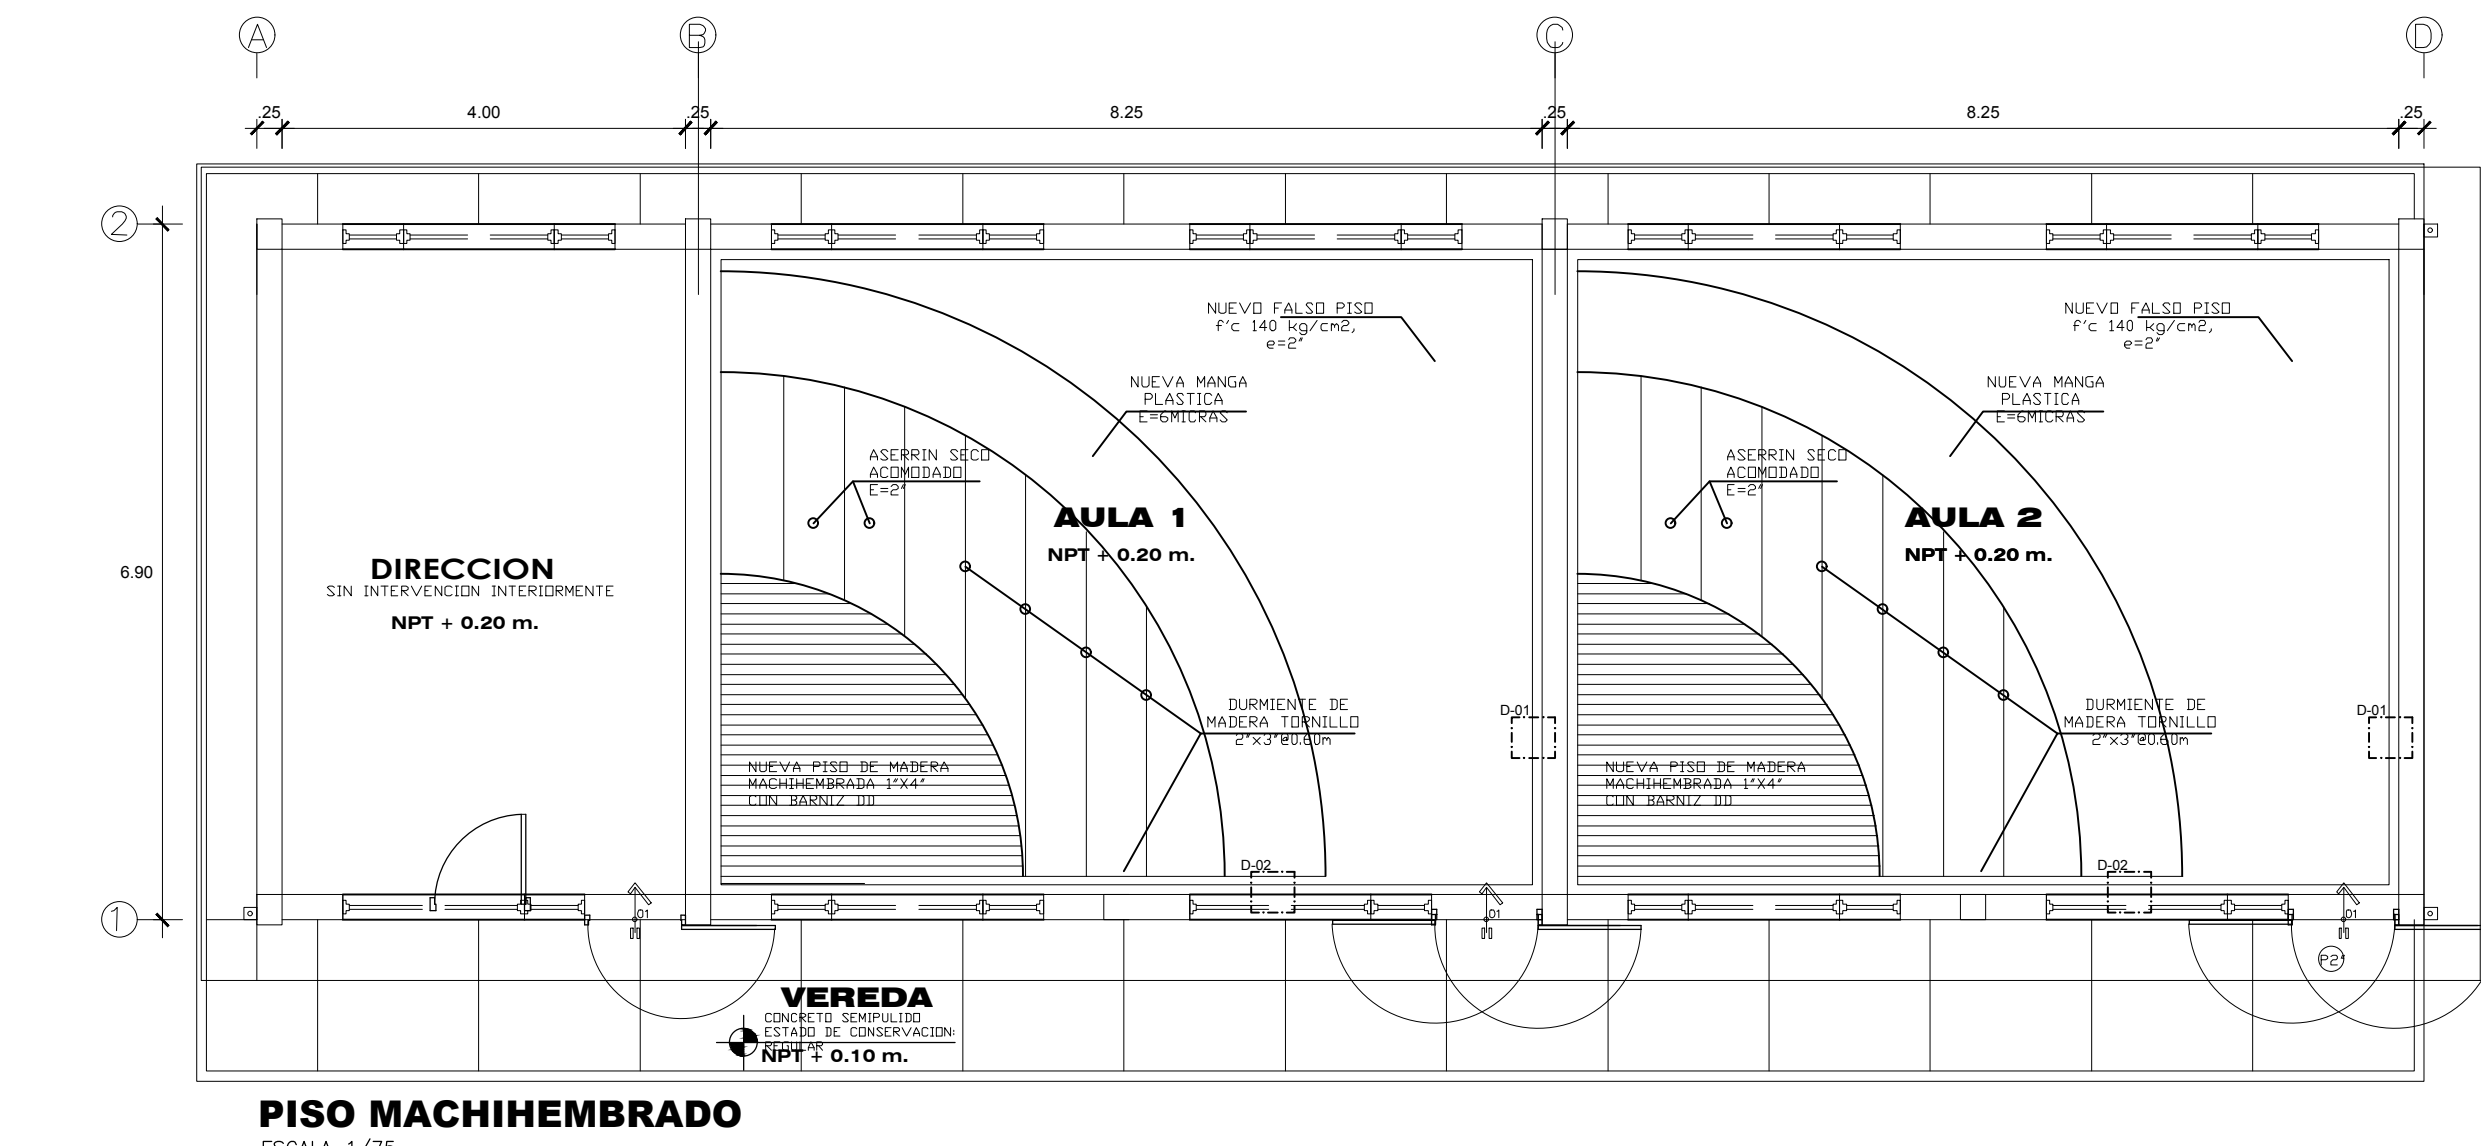 A
B
C
D
.25
4.00
.25
8.25
.25
8.25
.25
2
NUEVO FALSO PISO
f'c 140 kg/cm2,
e=2"
NUEVO FALSO PISO
f'c 140 kg/cm2,
e=2"
NUEVA MANGA
PLASTICA
E=6MICRAS
NUEVA MANGA
PLASTICA
E=6MICRAS
ASERRIN SECO
ACOMODADO
E=2"
ASERRIN SECO
ACOMODADO
E=2"
AULA 1
NPT + 0.20 m.
AULA 2
NPT + 0.20 m.
6.90
DIRECCION
SIN INTERVENCION INTERIORMENTE
NPT + 0.20 m.
DURMIENTE DE
MADERA TORNILLO
2"x3"@0.60m
D-01
DURMIENTE DE
MADERA TORNILLO
2"x3"@0.60m
D-01
NUEVA PISO DE MADERA
MACHIHEMBRADA 1"X4"
CON BARNIZ DD
NUEVA PISO DE MADERA
MACHIHEMBRADA 1"X4"
CON BARNIZ DD
D-02
D-02
1
01
01
01
P2"
VEREDA
CONCRETO SEMIPULIDO
ESTADO DE CONSERVACION:
REGULAR
NPT + 0.10 m.
PISO MACHIHEMBRADO
ESCALA 1/75